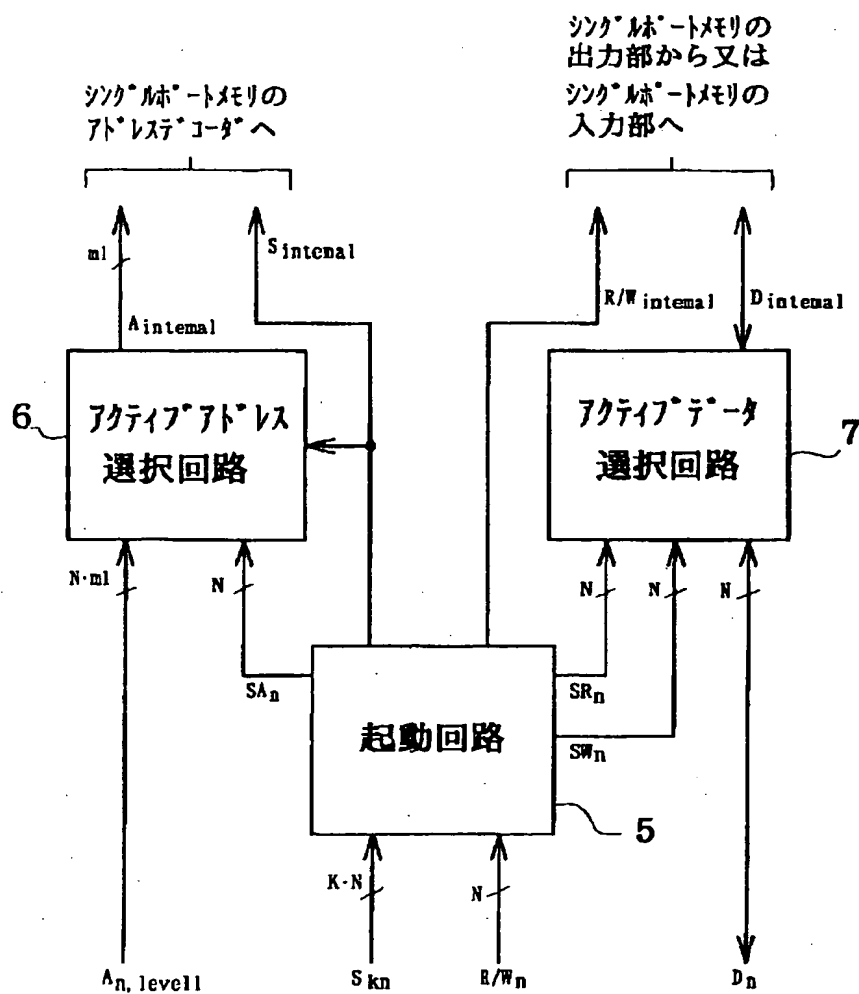 シングルポートメモリの
アドレスデコーダへ
シングルポートメモリの
出力部から又は
シングルポートメモリの
入力部へ
ml
S internal
A internal
R/W internal
D internal
6
アクティブアドレス
選択回路
アクティブデータ
選択回路
7
N·ml
N
N
N
N
SAn
SRn
起動回路
SWn
5
K·N
N
An, level1
Skn
R/Wn
Dn